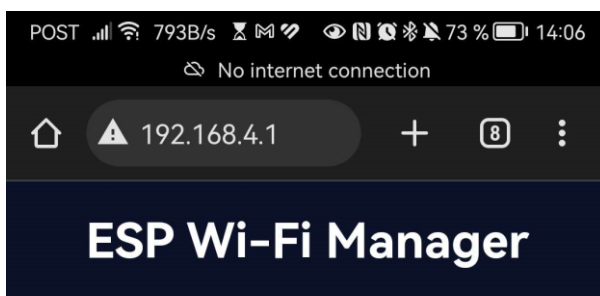 POST 793B/s 73 % 14:06
No internet connection
192.168.4.1 8
ESP Wi-Fi Manager